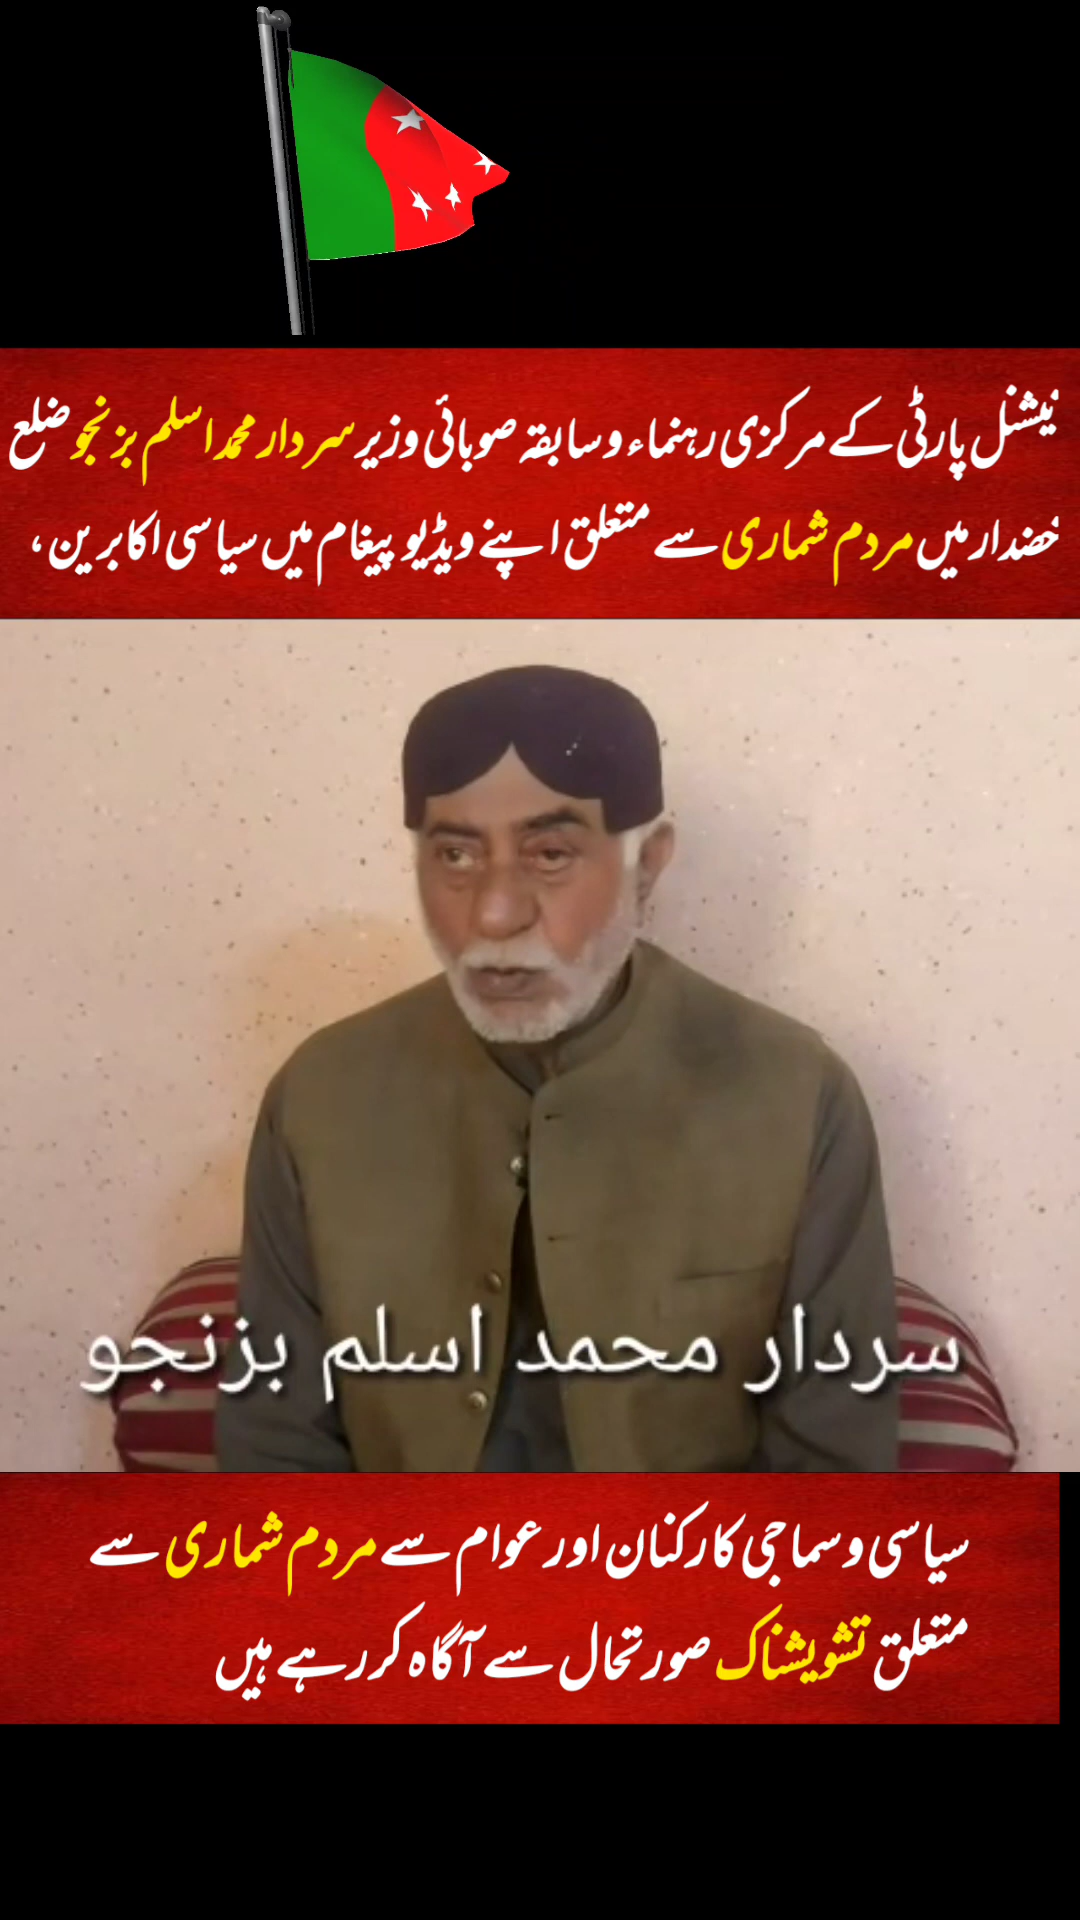 نیشنل پارٹی کے مرکزی رہنماء و سابقہ صوبائی وزیر سردار محمد اسلم بزنجو ضلع
خضدار میں مردم شماری سے متعلق اپنے ویڈیو پیغام میں سیاسی اکابرین،
سردار محمد اسلم بزنجو
سیاسی و سماجی کارکنان اور عوام سے مردم شماری سے
متعلق تشویشناک صورتحال سے آگاہ کررہے ہیں